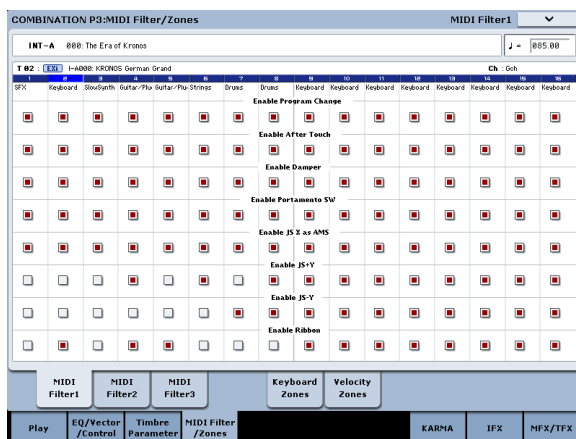 COMBINATION P3:MIDI Filter/Zones MIDI Filter1
INT-A 000: The Era of Kronos ♩= 085.00
T 02 : EXi I-A000: KRONOS German Grand Ch : Gch
1 2 3 4 5 6 7 8 9 10 11 12 13 14 15 16
SFX Keyboard SlowSynth Guitar/Plu Guitar/Plu Strings Drums Drums Keyboard Keyboard Keyboard Keyboard Keyboard Keyboard Keyboard Keyboard
Enable Program Change
Enable After Touch
Enable Damper
Enable Portamento SW
Enable JS X as AMS
Enable JS+Y
Enable JS-Y
Enable Ribbon
MIDI Filter1 MIDI Filter2 MIDI Filter3 Keyboard Zones Velocity Zones
Play EQ/Vector /Control Timbre Parameter MIDI Filter /Zones KARMA IFX MFX/TFX